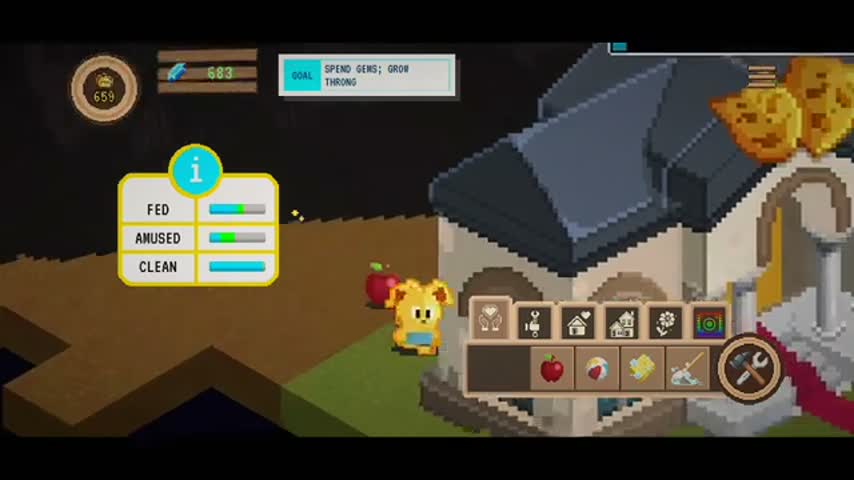 683
GOAL
SPEND GEMS; GROW
THRONG
659
i
FED
AMUSED
CLEAN